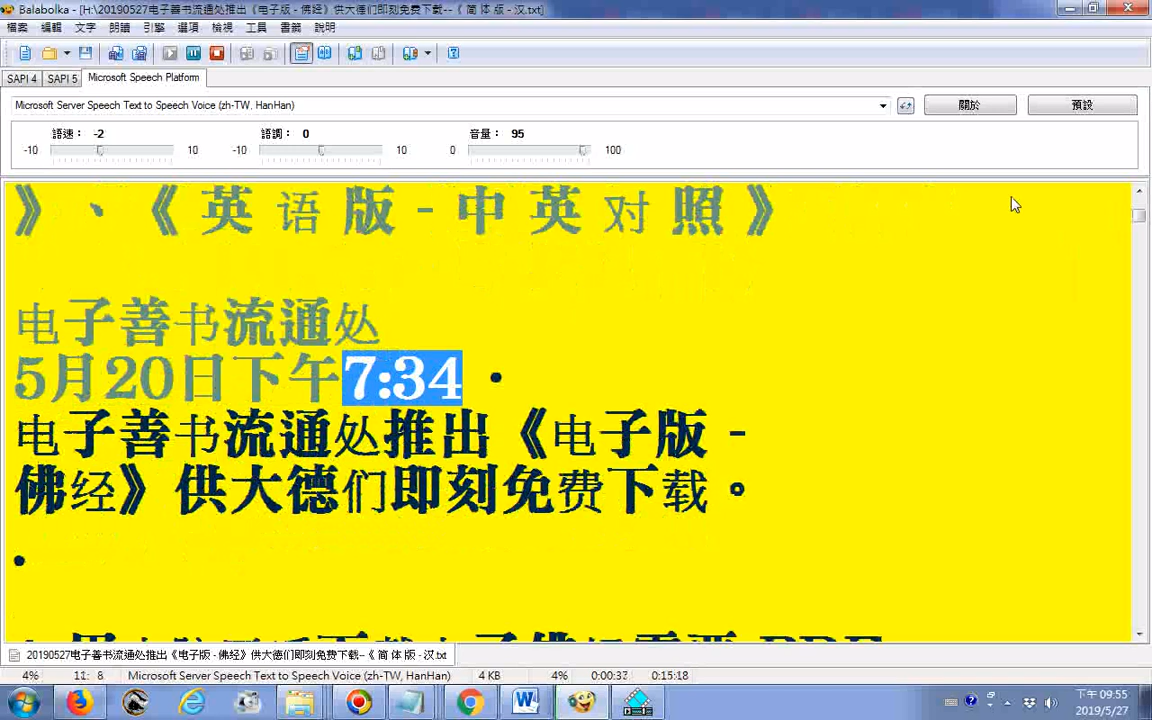 Balabolka - [H:\20190527电子善书流通处推出《电子版 - 佛经》供大德们即刻免费下载--《 简 体 版 - 汉.txt]
檔案 編輯 文字 朗讀 引擎 選項 檢視 工具 書籤 說明
SAPI 4 SAPI 5 Microsoft Speech Platform
Microsoft Server Speech Text to Speech Voice (zh-TW, HanHan)
關於 預設
語速： -2 語調： 0 音量： 95
-10 10 -10 10 0 100
》、《 英 语 版 - 中 英 对 照 》
电子善书流通处
5月20日下午7:34 ·
电子善书流通处推出《电子版 -
佛经》供大德们即刻免费下载。
20190527电子善书流通处推出《电子版 - 佛经》供大德们即刻免费下载--《 简 体 版 - 汉.txt
4% 11: 8 Microsoft Server Speech Text to Speech Voice (zh-TW, HanHan) 4 KB 4% 0:00:37 0:15:18
下午 09:55
2019/5/27